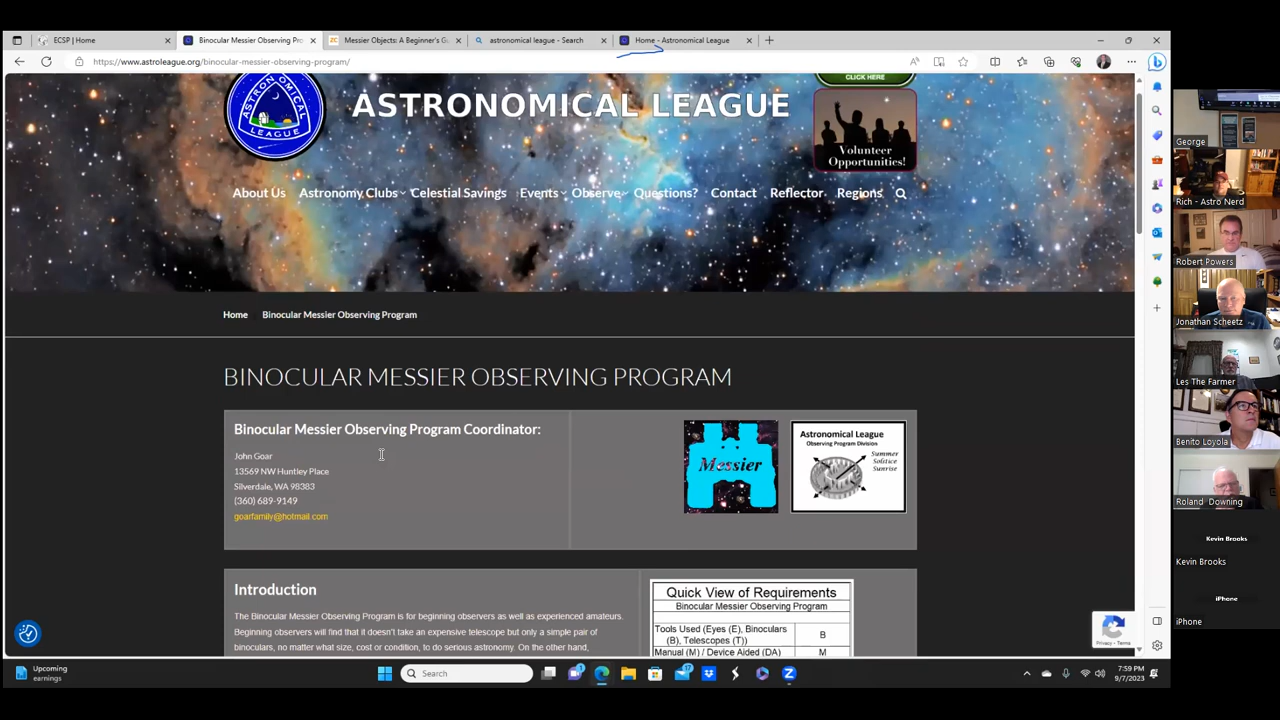 ECSP | Home
Binocular Messier Observing Pro
Messier Objects: A Beginner's Gu
astronomical league - Search
Home - Astronomical League
https://www.astroleague.org/binocular-messier-observing-program/
ASTRONOMICAL LEAGUE
ASTRONOMICAL LEAGUE
CLICK HERE
Volunteer
Opportunities!
About Us Astronomy Clubs Celestial Savings Events Observe Questions? Contact Reflector Regions
Home Binocular Messier Observing Program
BINOCULAR MESSIER OBSERVING PROGRAM
Binocular Messier Observing Program Coordinator:
John Goar
13569 NW Huntley Place
Silverdale, WA 98383
(360) 689-9149
goarfamily@hotmail.com
Messier
Astronomical League
Observing Program Division
Summer
Solstice
Sunrise
Introduction
The Binocular Messier Observing Program is for beginning observers as well as experienced amateurs.
Beginning observers will find that it doesn't take an expensive telescope but only a simple pair of
binoculars, no matter what size, cost or condition, to do serious astronomy. On the other hand,
Quick View of Requirements
Binocular Messier Observing Program
Tools Used (Eyes (E), Binoculars
(B), Telescopes (T))
B
Manual (M) / Device Aided (DA)
M
Privacy - Terms
Upcoming
earnings
Search
17
7:59 PM
9/7/2023
George
Rich - Astro Nerd
Robert Powers
Jonathan Scheetz
Les The Farmer
Benito Loyola
Roland Downing
Kevin Brooks
Kevin Brooks
iPhone
iPhone